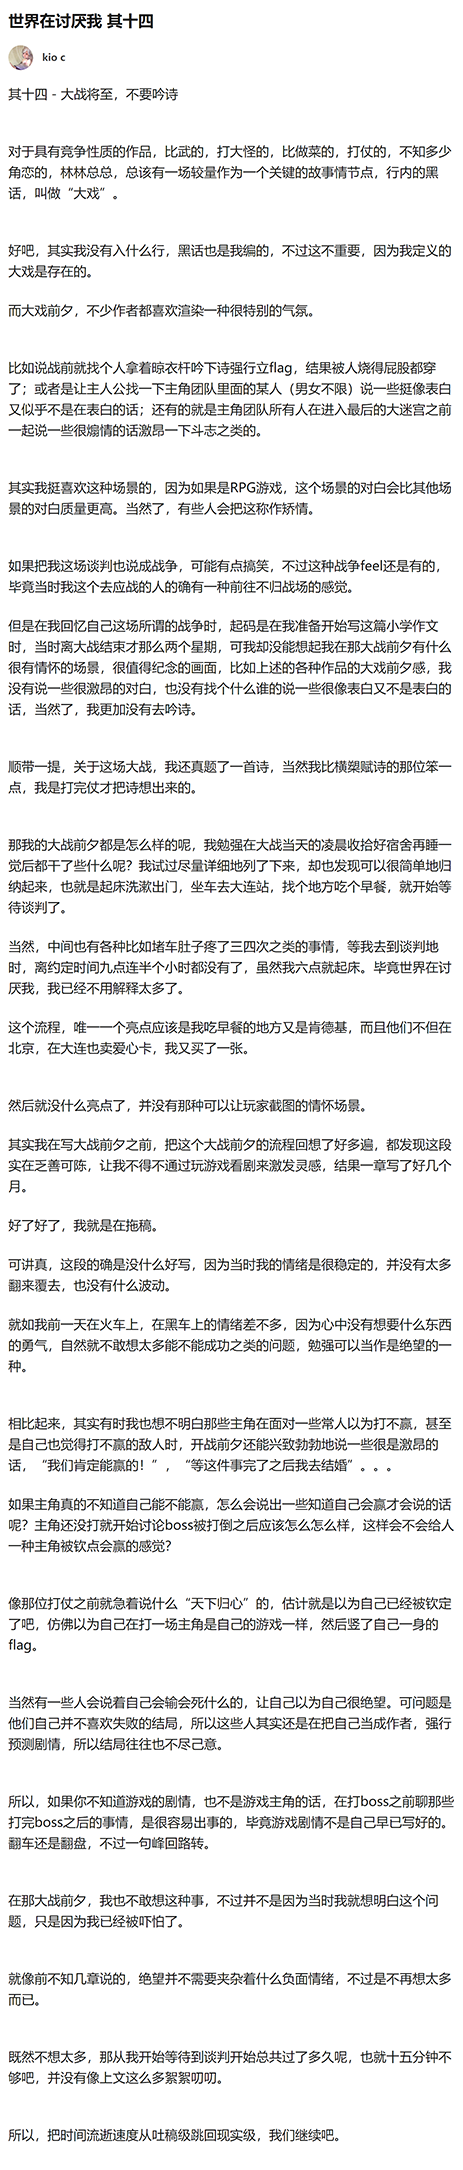 世界在讨厌我 其十四
kio c
其十四 - 大战将至，不要吟诗
对于具有竞争性质的作品，比武的，打大怪的，比做菜的，打仗的，不知多少
角恋的，林林总总，总该有一场较量作为一个关键的故事情节点，行内的黑
话，叫做“大戏”。
好吧，其实我没有入什么行，黑话也是我编的，不过这不重要，因为我定义的
大戏是存在的。
而大戏前夕，不少作者都喜欢渲染一种很特别的气氛。
比如说战前就找个人拿着晾衣杆吟下诗强行立flag，结果被人烧得屁股都穿
了；或者是让主人公找一下主角团队里面的某人（男女不限）说一些挺像表白
又似乎不是在表白的话；还有的就是主角团队所有人在进入最后的大迷宫之前
一起说一些很煽情的话激昂一下斗志之类的。
其实我挺喜欢这种场景的，因为如果是RPG游戏，这个场景的对白会比其他场
景的对白质量更高。当然了，有些人会把这称作矫情。
如果把我这场谈判也说成战争，可能有点搞笑，不过这种战争feel还是有的，
毕竟当时我这个去应战的人的确有一种前往不归战场的感觉。
但是在我回忆自己这场所谓的战争时，起码是在我准备开始写这篇小学作文
时，当时离大战结束才那么两个星期，可我却没能想起我在那大战前夕有什么
很有情怀的场景，很值得纪念的画面，比如上述的各种作品的大戏前夕感，我
没有说一些很激昂的对白，也没有找个什么谁的说一些很像表白又不是表白的
话，当然了，我更加没有去吟诗。
顺带一提，关于这场大战，我还真题了一首诗，当然我比横槊赋诗的那位笨一
点，我是打完仗才把诗想出来的。
那我的大战前夕都是怎么样的呢，我勉强在大战当天的凌晨收拾好宿舍再睡一
觉后都干了些什么呢？我试过尽量详细地列了下来，却也发现可以很简单地归
纳起来，也就是起床洗漱出门，坐车去大连站，找个地方吃个早餐，就开始等
待谈判了。
当然，中间也有各种比如堵车肚子疼了三四次之类的事情，等我去到谈判地
时，离约定时间九点连半个小时都没有了，虽然我六点就起床。毕竟世界在讨
厌我，我已经不用解释太多了。
这个流程，唯一一个亮点应该是我吃早餐的地方又是肯德基，而且他们不但在
北京，在大连也卖爱心卡，我又买了一张。
然后就没什么亮点了，并没有那种可以让玩家截图的情怀场景。
其实我在写大战前夕之前，把这个大战前夕的流程回想了好多遍，都发现这段
实在乏善可陈，让我不得不通过玩游戏看剧来激发灵感，结果一章写了好几个
月。
好了好了，我就是在拖稿。
可讲真，这段的确是没什么好写，因为当时我的情绪是很稳定的，并没有太多
翻来覆去，也没有什么波动。
就如我前一天在火车上，在黑车上的情绪差不多，因为心中没有想要什么东西
的勇气，自然就不敢想太多能不能成功之类的问题，勉强可以当作是绝望的一
种。
相比起来，其实有时我也想不明白那些主角在面对一些常人以为打不赢，甚至
是自己也觉得打不赢的敌人时，开战前夕还能兴致勃勃地说一些很是激昂的
话，“我们肯定能赢的！”，“等这件事完了之后我去结婚”。。。
如果主角真的不知道自己能不能赢，怎么会说出一些知道自己会赢才会说的话
呢？主角还没打就开始讨论boss被打倒之后应该怎么怎么样，这样会不会给人
一种主角被钦点会赢的感觉？
像那位打仗之前就急着说什么“天下归心”的，估计就是以为自己已经被钦定
了吧，仿佛以为自己在打一场主角是自己的游戏一样，然后竖了自己一身的
flag。
当然有一些人会说着自己会输会死什么的，让自己以为自己很绝望。可问题是
他们自己并不喜欢失败的结局，所以这些人其实还是在把自己当成作者，强行
预测剧情，所以结局往往也不尽己意。
所以，如果你不知道游戏的剧情，也不是游戏主角的话，在打boss之前聊那些
打完boss之后的事情，是很容易出事的，毕竟游戏剧情不是自己早已写好的。
翻车还是翻盘，不过一句峰回路转。
在那大战前夕，我也不敢想这种事，不过并不是因为当时我就想明白这个问
题，只是因为我已经被吓怕了。
就像前不知几章说的，绝望并不需要夹杂着什么负面情绪，不过是不再想太多
而已。
既然不想太多，那从我开始等待到谈判开始总共过了多久呢，也就十五分钟不
够吧，并没有像上文这么多絮絮叨叨。
所以，把时间流逝速度从吐稿级跳回现实级，我们继续吧。